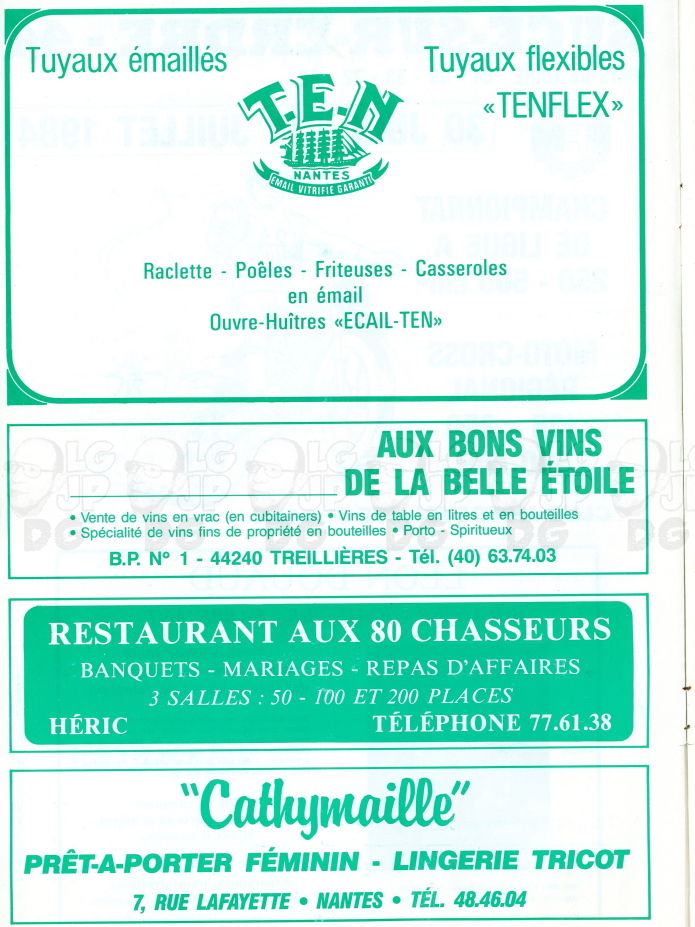 Tuyaux émaillés
Tuyaux flexibles
«TENFLEX»
T.E.N
NANTES
EMAIL VITRIFIE GARANTI
Raclette - Poêles - Friteuses - Casseroles
en émail
Ouvre-Huîtres «ECAIL-TEN»
AUX BONS VINS
DE LA BELLE ÉTOILE
• Vente de vins en vrac (en cubitainers) • Vins de table en litres et en bouteilles
• Spécialité de vins fins de propriété en bouteilles • Porto - Spiritueux
B.P. N° 1 - 44240 TREILLIÈRES - Tél. (40) 63.74.03
RESTAURANT AUX 80 CHASSEURS
BANQUETS - MARIAGES - REPAS D'AFFAIRES
3 SALLES : 50 - 100 ET 200 PLACES
HÉRIC TÉLÉPHONE 77.61.38
"Cathymaille"
PRÊT-A-PORTER FÉMININ - LINGERIE TRICOT
7, RUE LAFAYETTE • NANTES • TÉL. 48.46.04